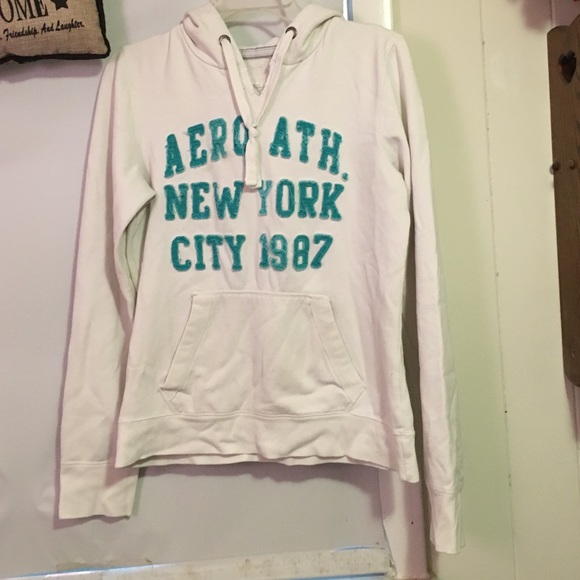 OME
Friendship, And Laughter.
AERO ATH.
NEW YORK
CITY 1987